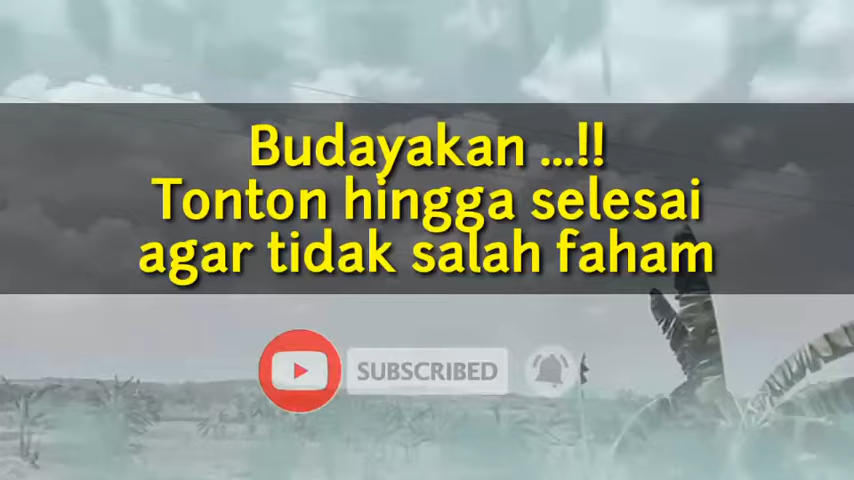 Budayakan ...!!
Tonton hingga selesai
agar tidak salah faham
SUBSCRIBED